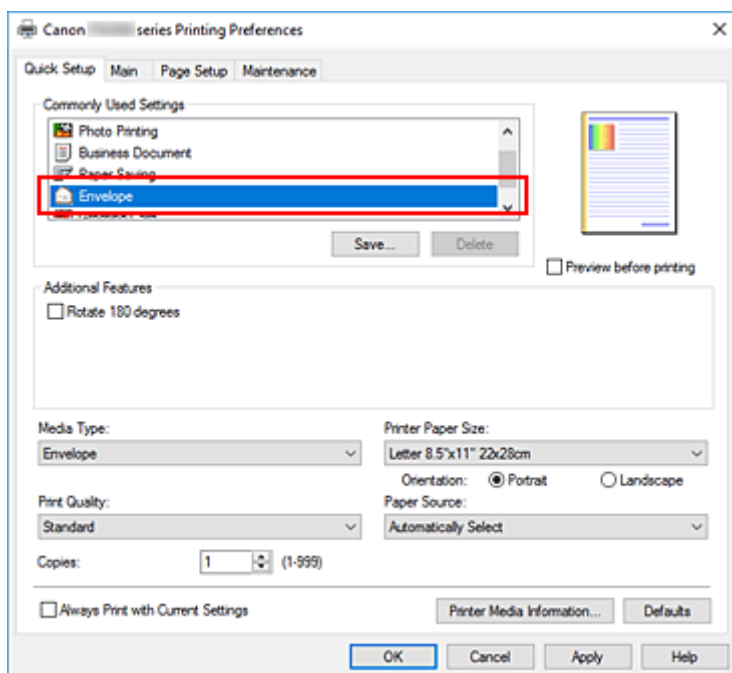 Canon series Printing Preferences
Quick Setup Main Page Setup Maintenance
Commonly Used Settings
Photo Printing
Business Document
Paper Saving
Envelope
Save... Delete
Preview before printing
Additional Features
Rotate 180 degrees
Media Type: Printer Paper Size:
Envelope Letter 8.5"x11" 22x28cm
Orientation: Portrait Landscape
Print Quality: Paper Source:
Standard Automatically Select
Copies: 1 (1-999)
Always Print with Current Settings Printer Media Information... Defaults
OK Cancel Apply Help